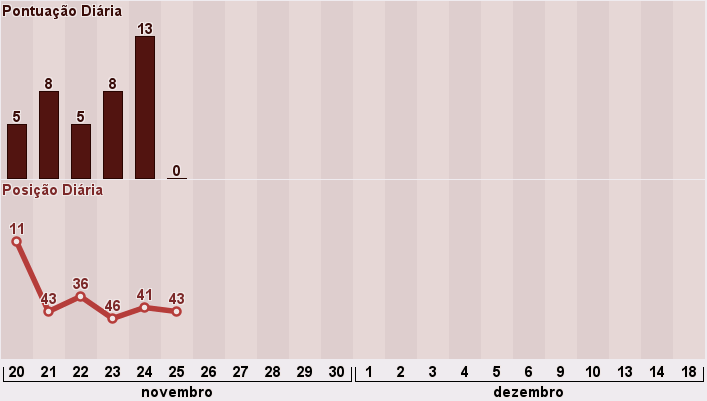 Pontuação Diária
5 8 5 8 13 0
Posição Diária
11 43 36 46 41 43
20 21 22 23 24 25 26 27 28 29 30 1 2 3 4 5 6 9 10 13 14 18
novembro dezembro